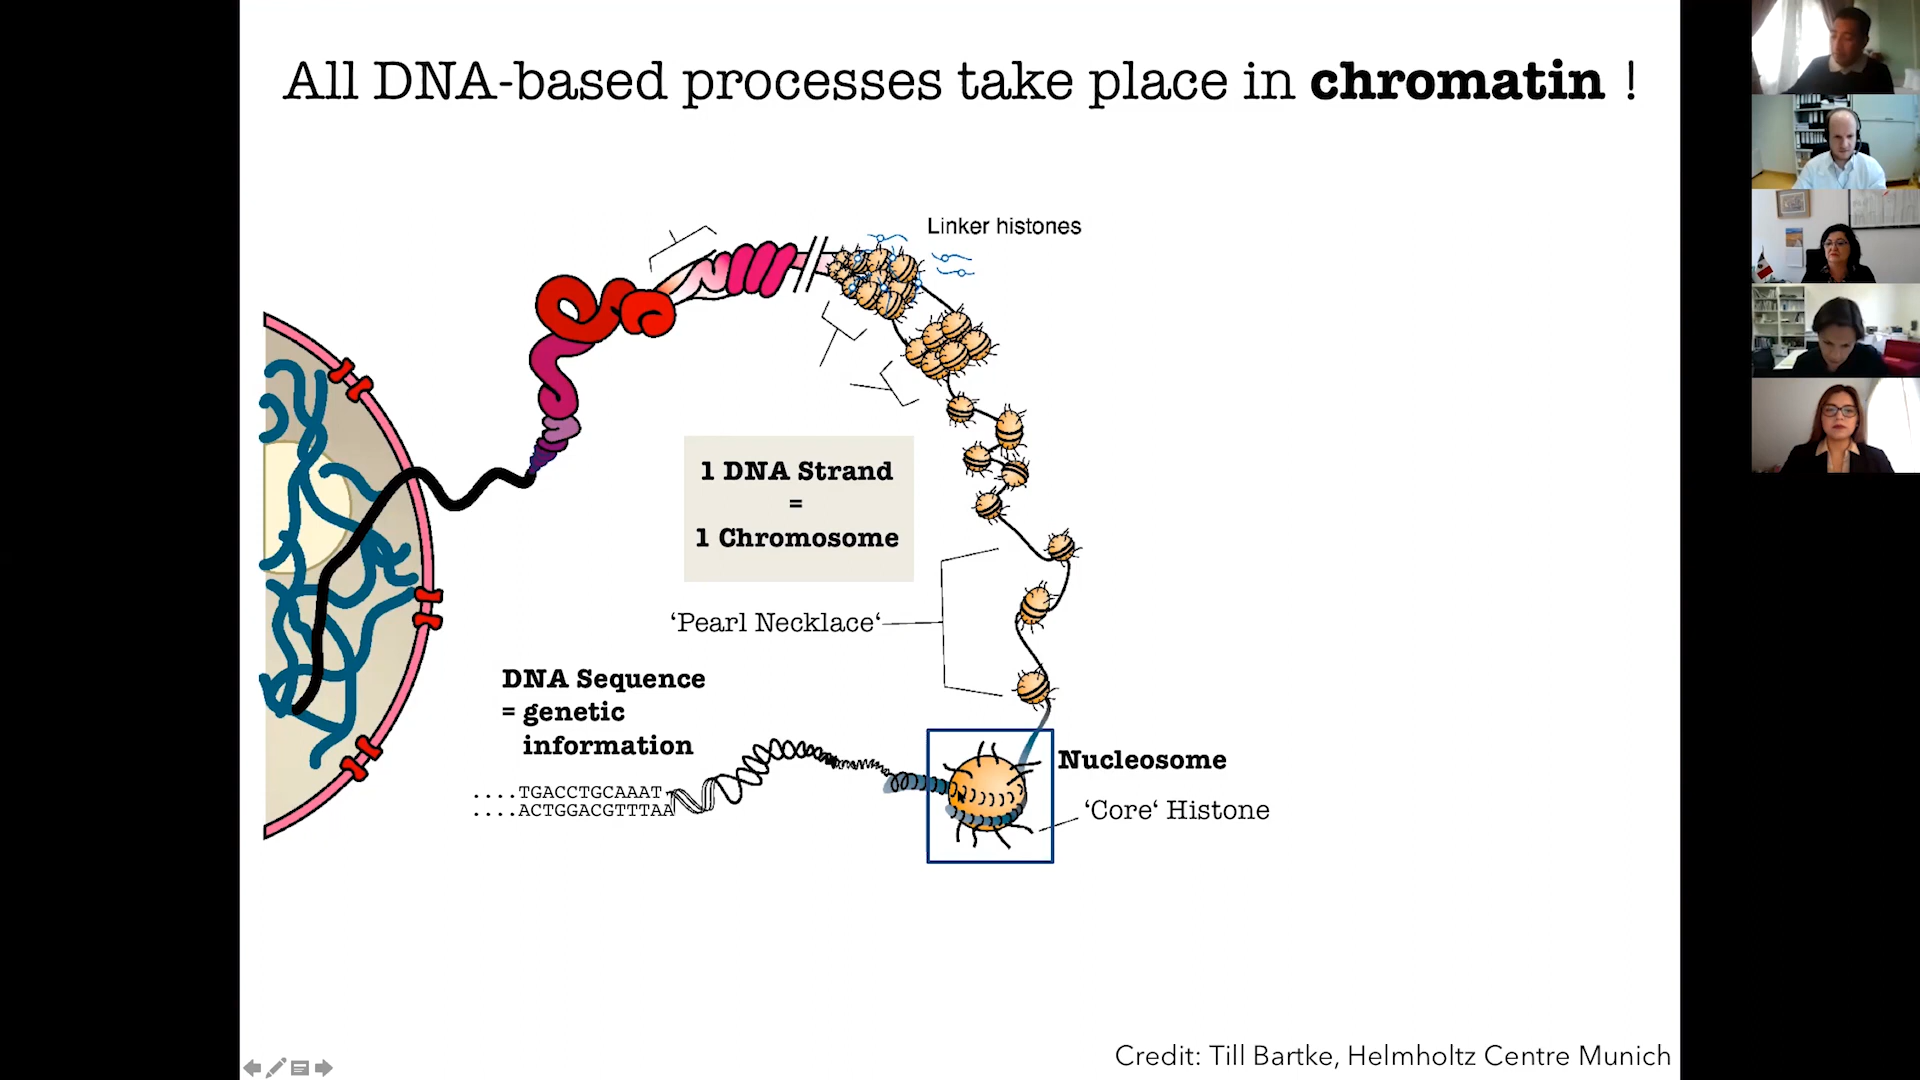 All DNA-based processes take place in chromatin !
Linker histones
1 DNA Strand
=
1 Chromosome
‘Pearl Necklace‘
DNA Sequence
= genetic
information
....TGACCTGCAAAT
....ACTGGACGTTTAA
Nucleosome
‘Core‘ Histone
Credit: Till Bartke, Helmholtz Centre Munich